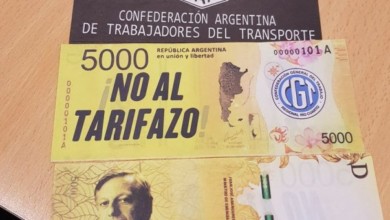 CONFEDERACIÓN ARGENTINA
DE TRABAJADORES DEL TRANSPORTE
5000
REPÚBLICA ARGENTINA
en unión y libertad
00000101A
¡NO AL
TARIFAZO!
CGT
00000101A
5000
5000
D